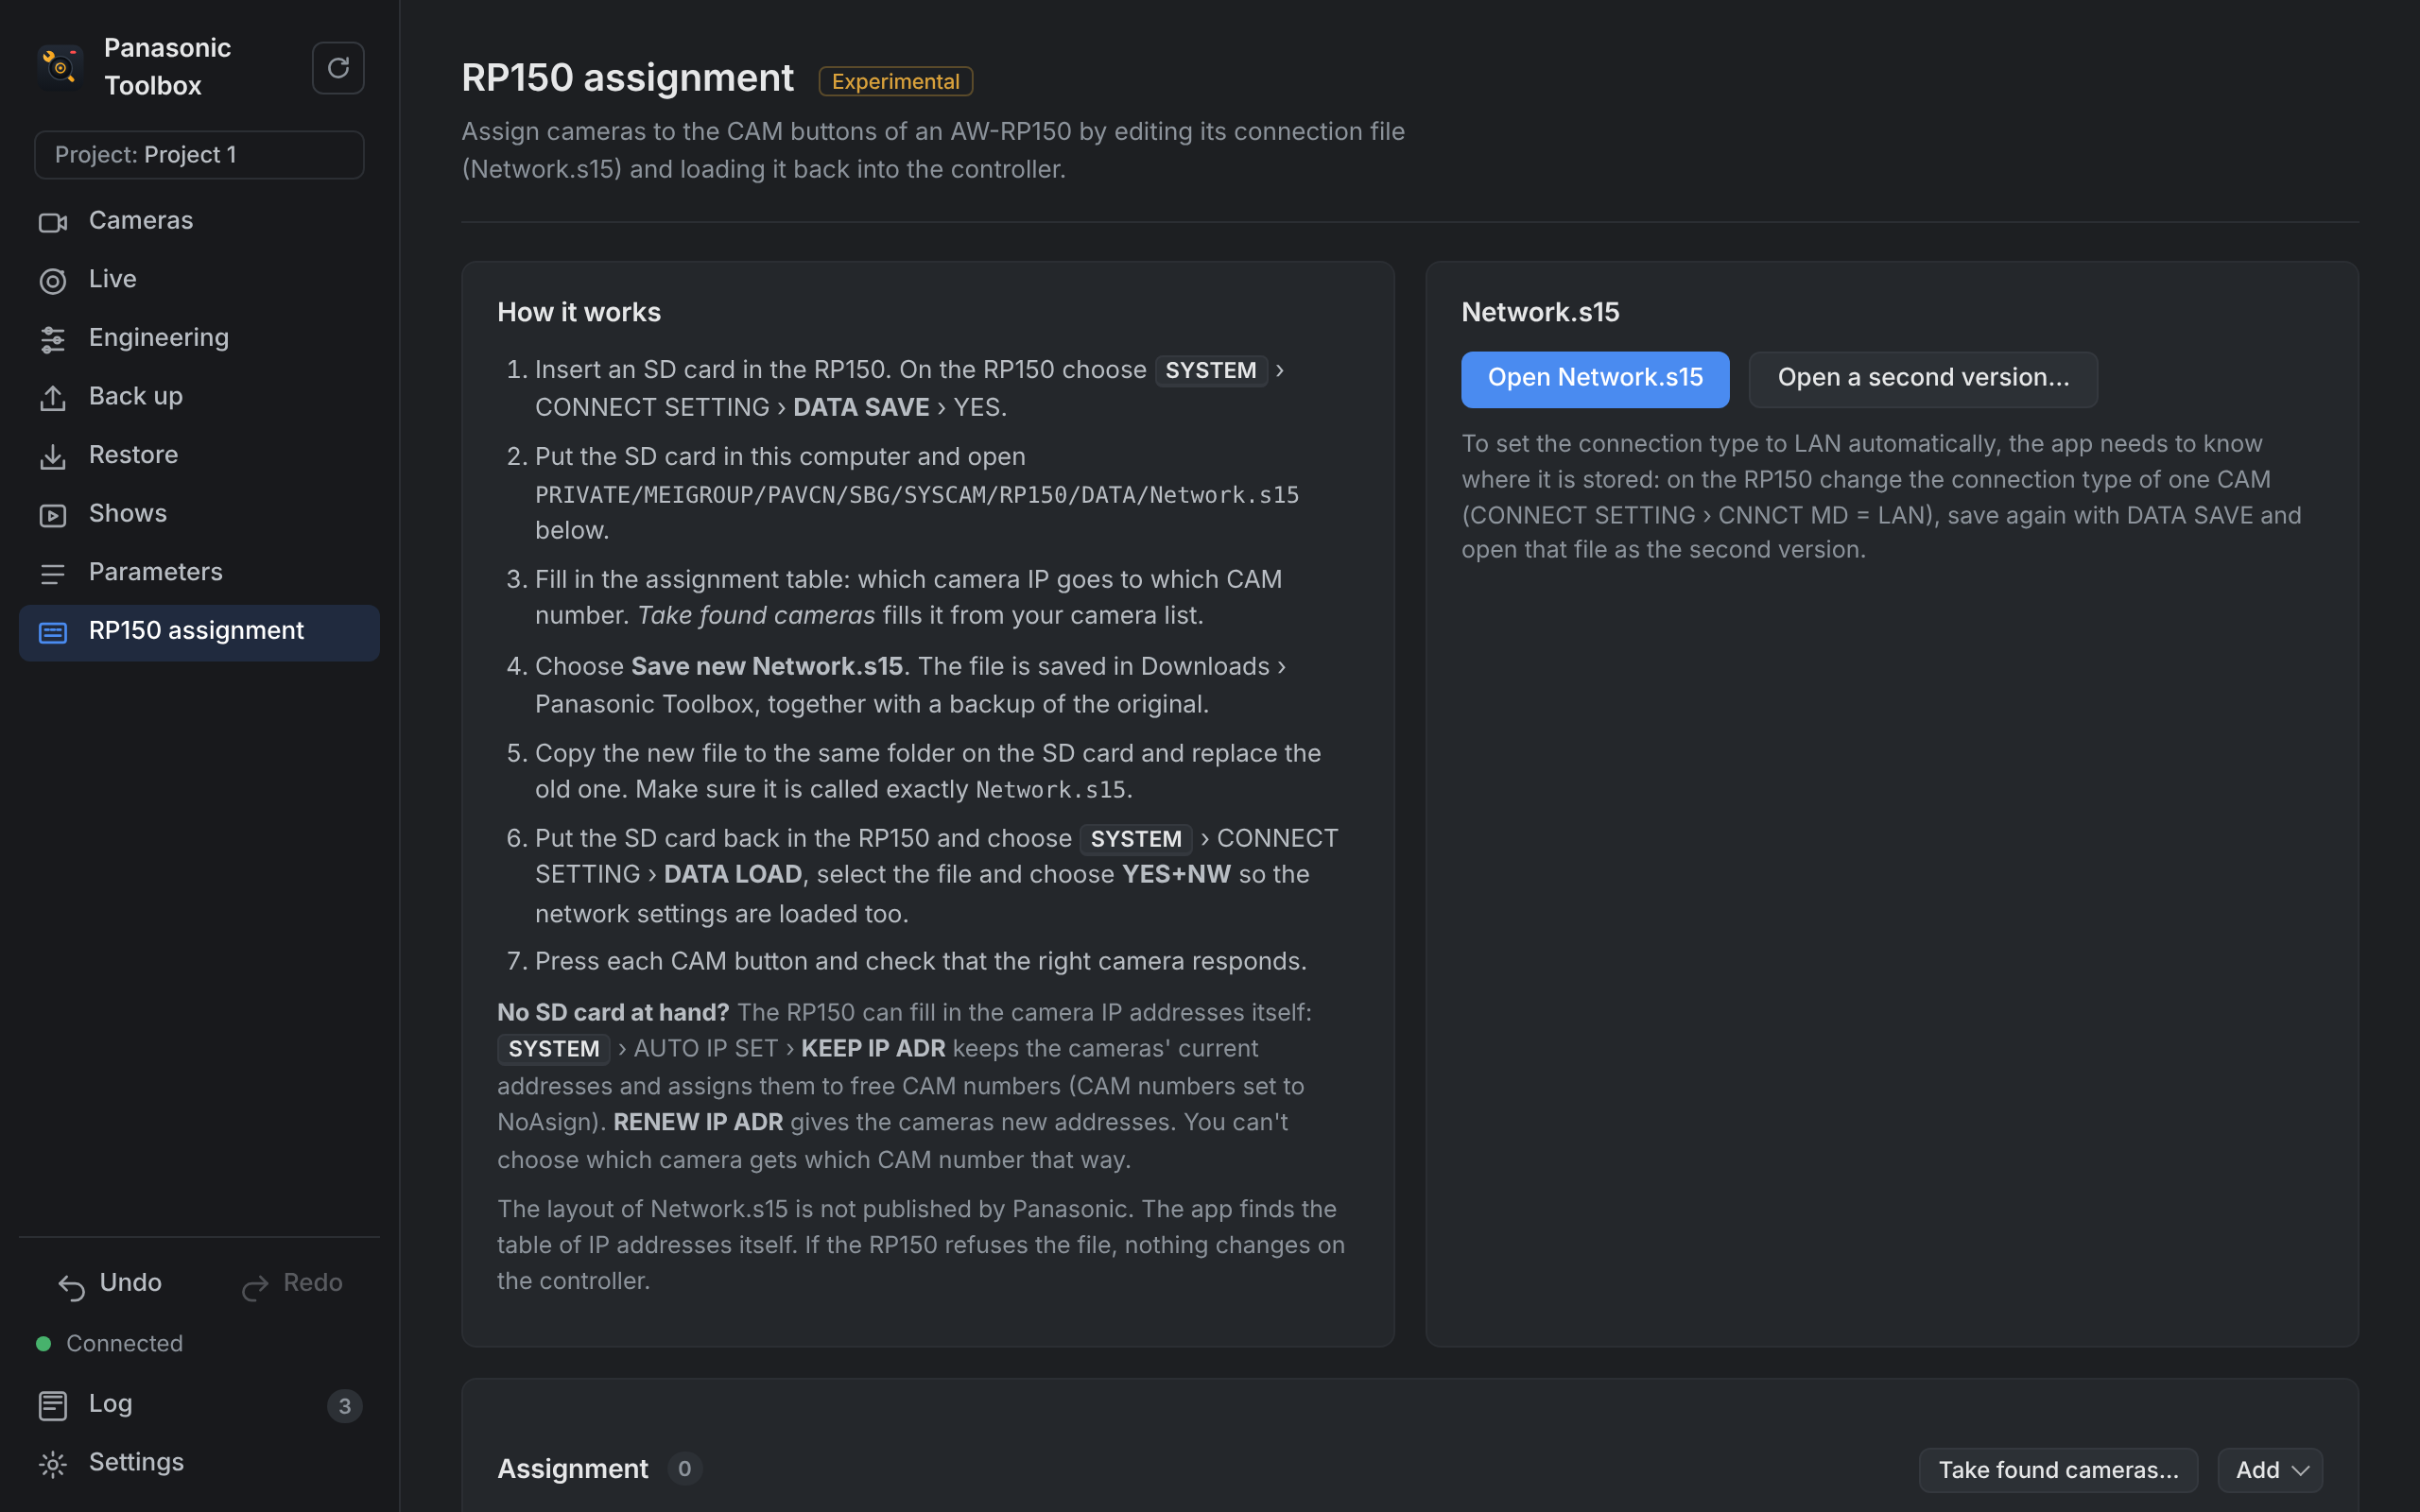 Panasonic
Toolbox
Project: Project 1
Cameras
Live
Engineering
Back up
Restore
Shows
Parameters
RP150 assignment
Undo
Redo
Connected
Log
3
Settings
RP150 assignment
Experimental
Assign cameras to the CAM buttons of an AW-RP150 by editing its connection file
(Network.s15) and loading it back into the controller.
How it works
1. Insert an SD card in the RP150. On the RP150 choose SYSTEM ›
CONNECT SETTING › DATA SAVE › YES.
2. Put the SD card in this computer and open
PRIVATE/MEIGROUP/PAVCN/SBG/SYSCAM/RP150/DATA/Network.s15
below.
3. Fill in the assignment table: which camera IP goes to which CAM
number. Take found cameras fills it from your camera list.
4. Choose Save new Network.s15. The file is saved in Downloads ›
Panasonic Toolbox, together with a backup of the original.
5. Copy the new file to the same folder on the SD card and replace the
old one. Make sure it is called exactly Network.s15.
6. Put the SD card back in the RP150 and choose SYSTEM › CONNECT
SETTING › DATA LOAD, select the file and choose YES+NW so the
network settings are loaded too.
7. Press each CAM button and check that the right camera responds.
No SD card at hand? The RP150 can fill in the camera IP addresses itself:
SYSTEM › AUTO IP SET › KEEP IP ADR keeps the cameras' current
addresses and assigns them to free CAM numbers (CAM numbers set to
NoAsign). RENEW IP ADR gives the cameras new addresses. You can't
choose which camera gets which CAM number that way.
The layout of Network.s15 is not published by Panasonic. The app finds the
table of IP addresses itself. If the RP150 refuses the file, nothing changes on
the controller.
Network.s15
Open Network.s15
Open a second version...
To set the connection type to LAN automatically, the app needs to know
where it is stored: on the RP150 change the connection type of one CAM
(CONNECT SETTING › CNNCT MD = LAN), save again with DATA SAVE and
open that file as the second version.
Assignment 0
Take found cameras...
Add